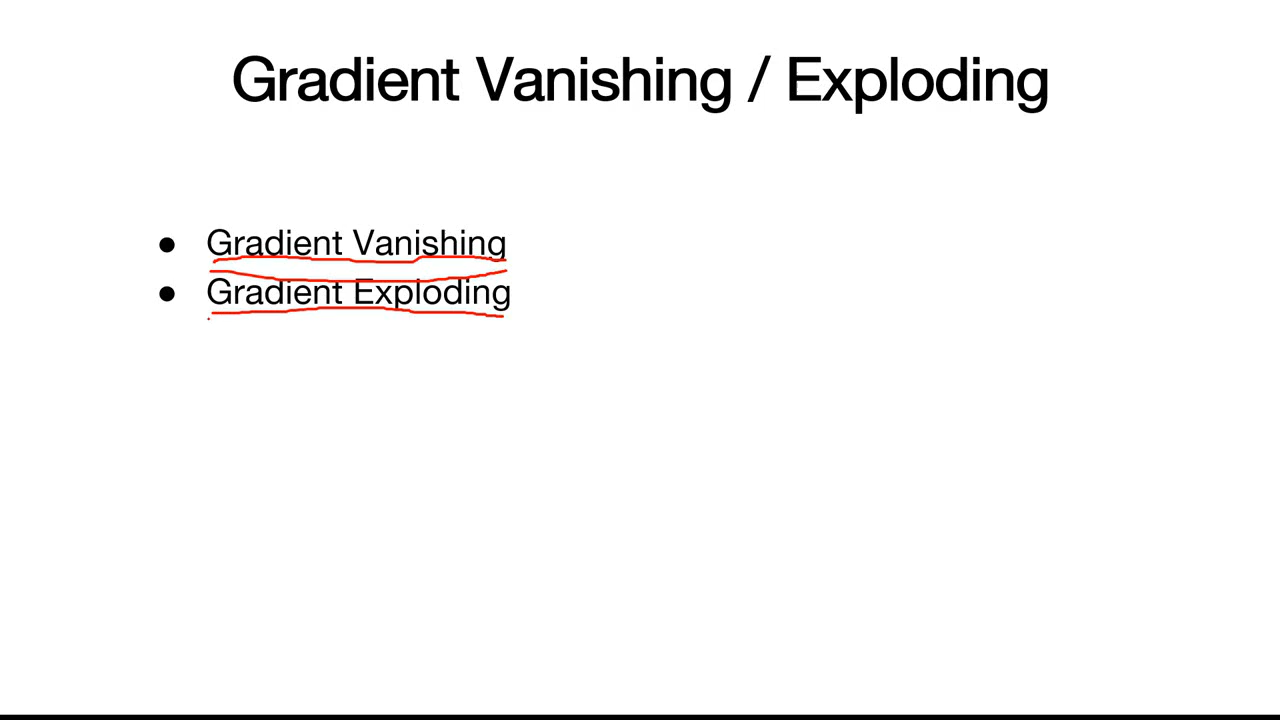 Gradient Vanishing / Exploding
● Gradient Vanishing
● Gradient Exploding